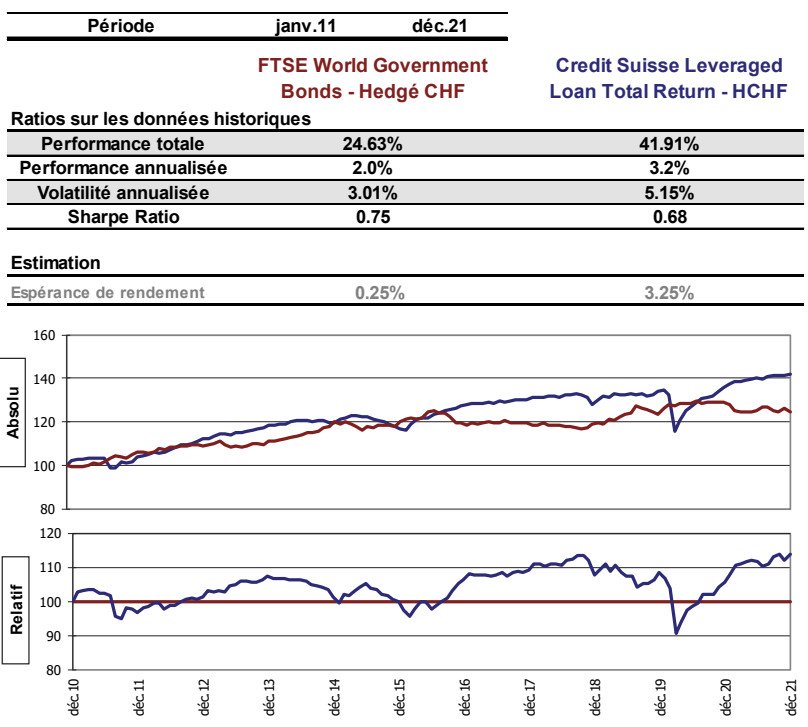 Période janv.11 déc.21
FTSE World Government Bonds - Hedgé CHF
Credit Suisse Leveraged Loan Total Return - HCHF
Ratios sur les données historiques
Performance totale 24.63% 41.91%
Performance annualisée 2.0% 3.2%
Volatilité annualisée 3.01% 5.15%
Sharpe Ratio 0.75 0.68
Estimation
Espérance de rendement 0.25% 3.25%
Absolu
160
140
120
100
80
Relatif
120
110
100
90
80
déc.10 déc.11 déc.12 déc.13 déc.14 déc.15 déc.16 déc.17 déc.18 déc.19 déc.20 déc.21